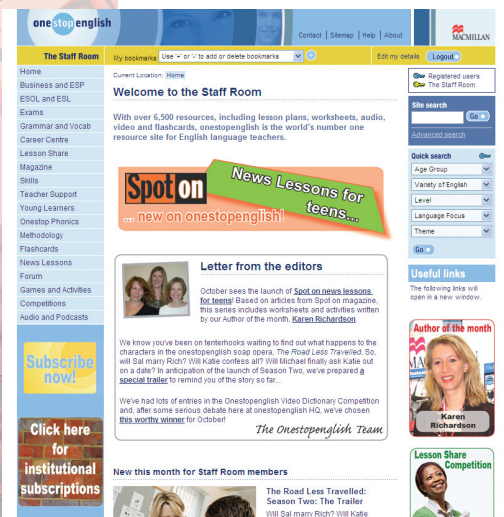 onestopenglish
Contact | Sitemap | Help | About
MACMILLAN
The Staff Room
My bookmarks
Use '+' or '-' to add or delete bookmarks
Edit my details
Logout
Home
Business and ESP
ESOL and ESL
Exams
Grammar and Vocab
Career Centre
Lesson Share
Magazine
Skills
Teacher Support
Young Learners
Onestop Phonics
Methodology
Flashcards
News Lessons
Forum
Games and Activities
Competitions
Audio and Podcasts
Subscribe
now!
Click here
for
institutional
subscriptions
Current Location: Home
Welcome to the Staff Room
With over 6,500 resources, including lesson plans, worksheets, audio,
video and flashcards, onestopenglish is the world's number one
resource site for English language teachers.
Spot on
News Lessons for
teens...
... new on onestopenglish!
Letter from the editors
October sees the launch of Spot on news lessons
for teens! Based on articles from Spot on magazine,
this series includes worksheets and activities written
by our Author of the month, Karen Richardson.
We know you've been on tenterhooks waiting to find out what happens to the
characters in the onestopenglish soap opera, The Road Less Travelled. So,
will Sal marry Rich? Will Katie confess all? Will Michael finally ask Katie out
on a date? In anticipation of the launch of Season Two, we've prepared a
special trailer to remind you of the story so far...
We've had lots of entries in the Onestopenglish Video Dictionary Competition
and, after some serious debate here at onestopenglish HQ, we've chosen
this worthy winner for October!
The Onestopenglish Team
New this month for Staff Room members
The Road Less Travelled:
Season Two: The Trailer
Will Sal marry Rich? Will Katie
Registered users
The Staff Room
Site search
Go
Advanced search
Quick search
Age Group
Variety of English
Level
Language Focus
Theme
Go
Useful links
The following links will
open in a new window.
Author of the month
MA
Karen
Richardson
Lesson Share
Competition